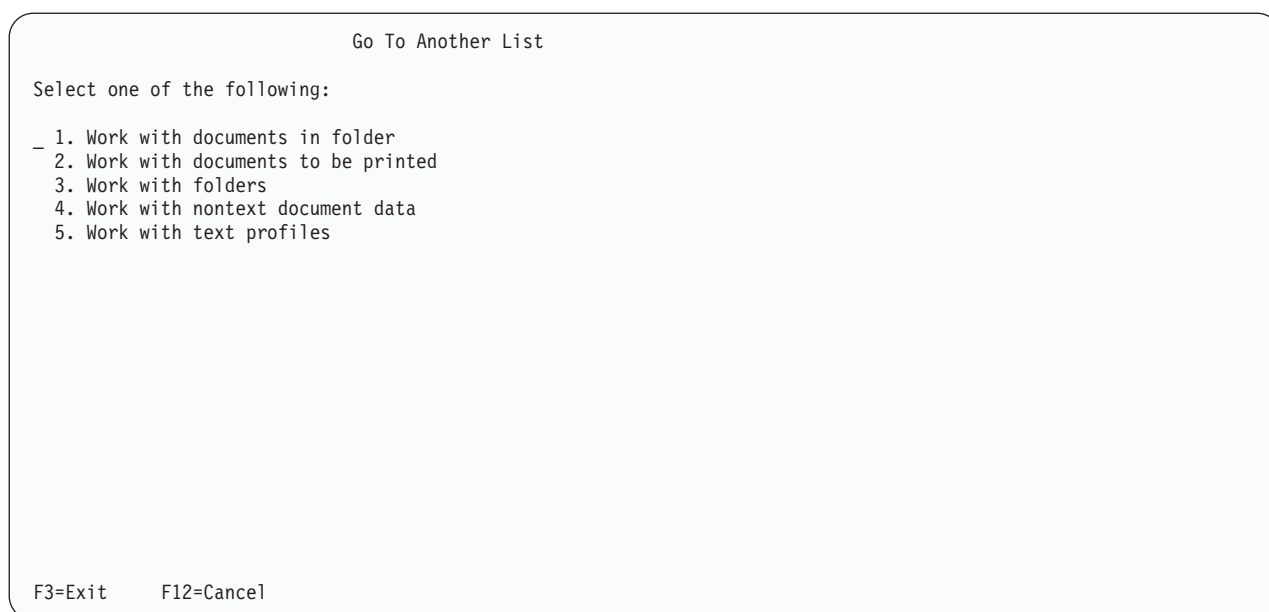 Go To Another List
Select one of the following:
_ 1. Work with documents in folder
2. Work with documents to be printed
3. Work with folders
4. Work with nontext document data
5. Work with text profiles
F3=Exit F12=Cancel